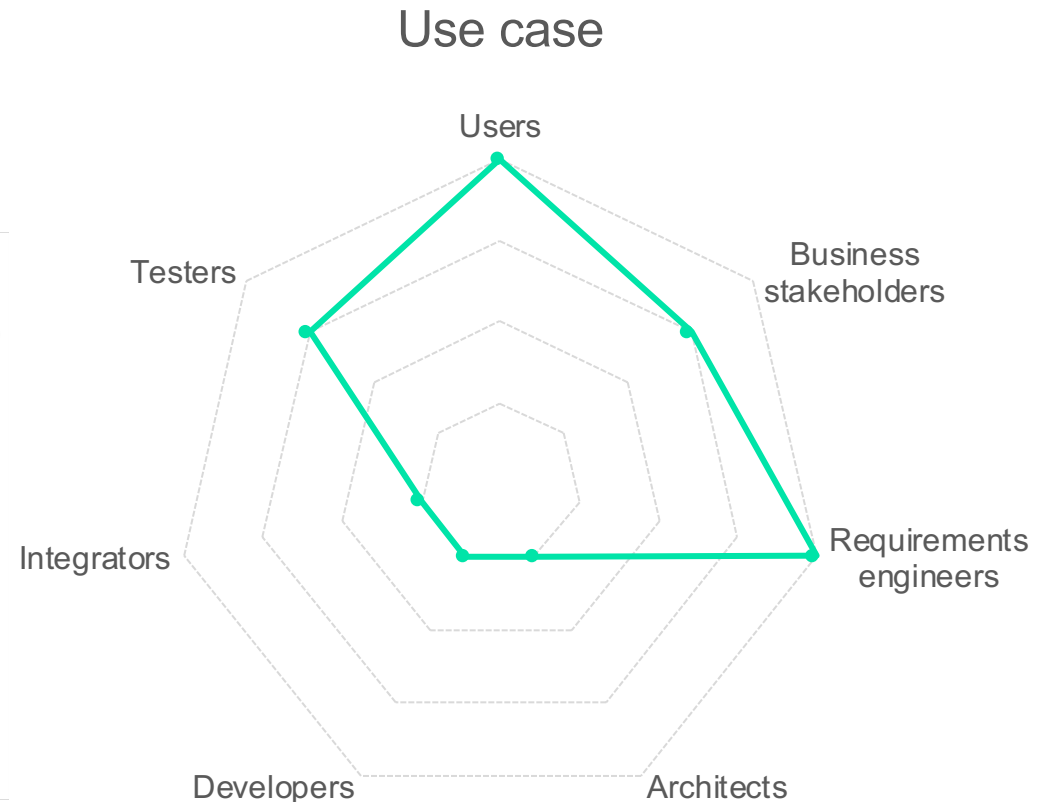 Use case
Users
Business
stakeholders
Testers
Requirements
engineers
Integrators
Developers
Architects